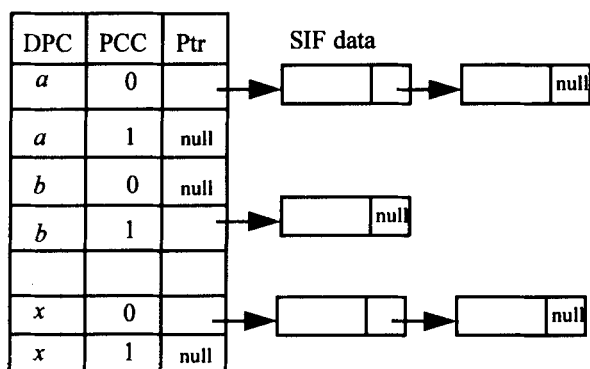 DPC PCC Ptr SIF data
a 0 null
a 1 null
b 0 null
b 1 null
x 0 null
x 1 null